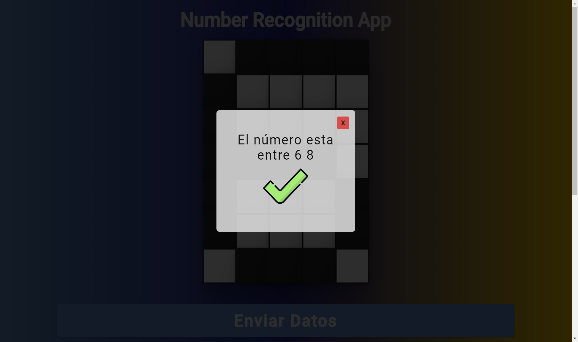 Number Recognition App
x
El número esta
entre 6 8
Enviar Datos